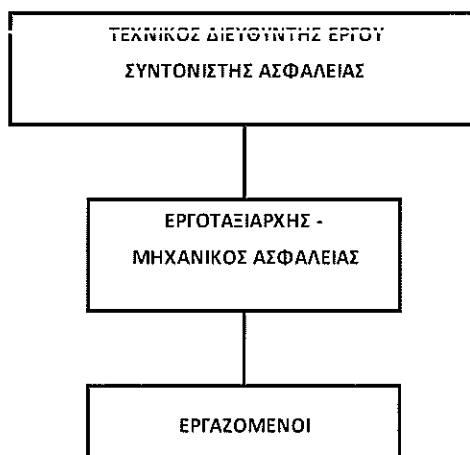 ΤΕΧΝΙΚΟΣ ΔΙΕΥΘΥΝΤΗΣ ΕΡΓΟΥ
ΣΥΝΤΟΝΙΣΤΗΣ ΑΣΦΑΛΕΙΑΣ
ΕΡΓΟΤΑΞΙΑΡΧΗΣ -
ΜΗΧΑΝΙΚΟΣ ΑΣΦΑΛΕΙΑΣ
ΕΡΓΑΖΟΜΕΝΟΙ